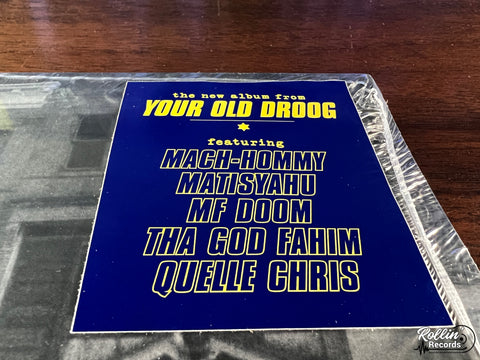 the new album from
YOUR OLD DROOG
featuring
MACH-HOMMY
MATISYAHU
MF DOOM
THA GOD FAHIM
QUELLE CHRIS
Rollin
Records